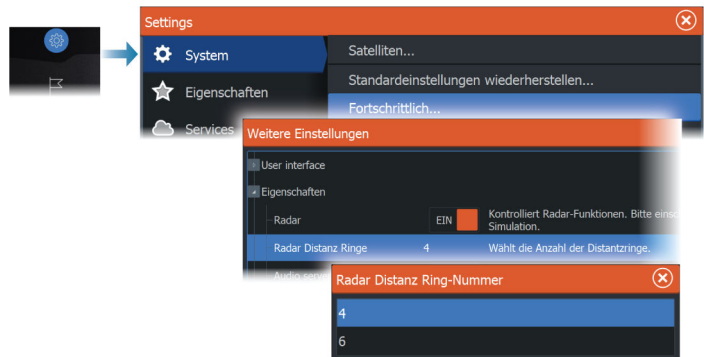 Settings
System
Satelliten...
Eigenschaften
Standardeinstellungen wiederherstellen...
Services
Fortschrittlich...
Weitere Einstellungen
User interface
Eigenschaften
Radar
EIN
Kontrolliert Radar-Funktionen. Bitte
Simulation.
Radar Distanz Ringe
4
Wählt die Anzahl der Distantzringe.
Audio
Radar Distanz Ring-Nummer
4
6